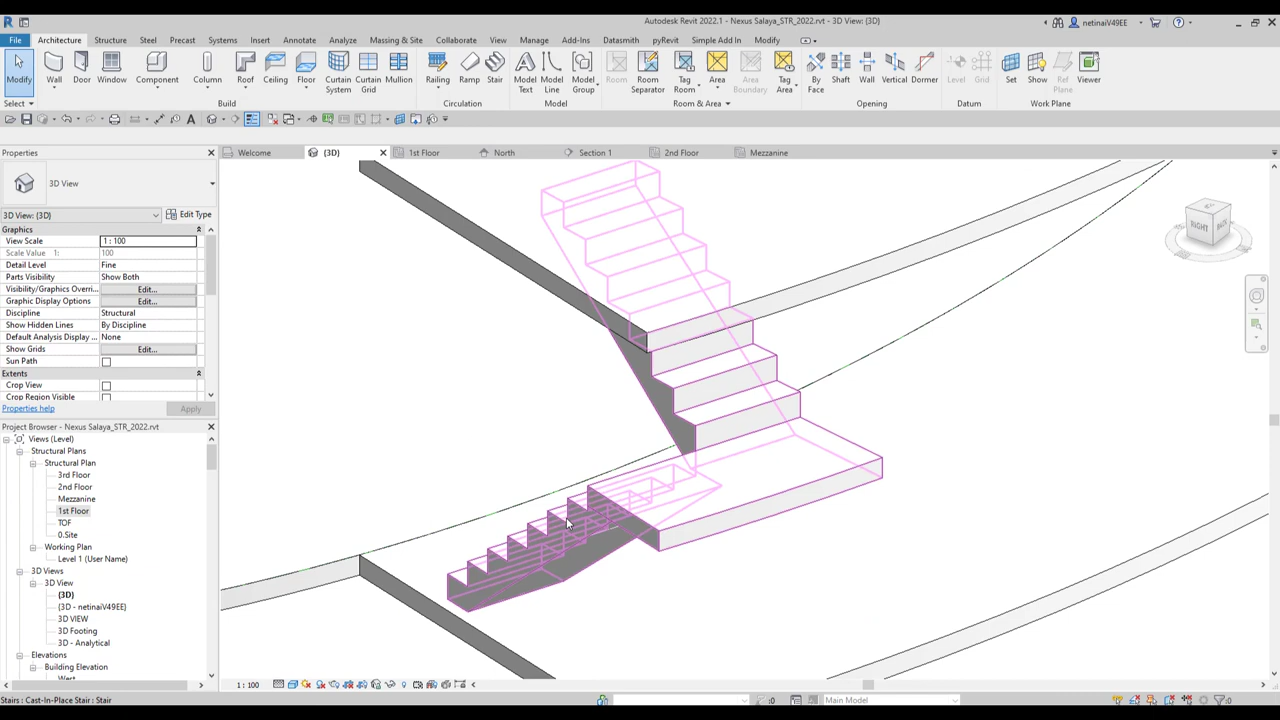 Autodesk Revit 2022.1 - Nexus Salaya_STR_2022.rvt - 3D View: {3D}
netinaiV49EE
File Architecture Structure Steel Precast Systems Insert Annotate Analyze Massing & Site Collaborate View Manage Add-Ins Datasmith pyRevit Simple Add In Modify
Modify Wall Door Window Component Column Roof Ceiling Floor Curtain System Curtain Grid Mullion Railing Ramp Stair Model Text Model Line Model Group Room Room Separator Tag Room Area Area Boundary Tag Area By Face Shaft Wall Vertical Dormer Level Grid Set Show Ref Plane Viewer
Select Build Circulation Model Room & Area Opening Datum Work Plane
Properties
Welcome {3D} 1st Floor North Section 1 2nd Floor Mezzanine
3D View
3D View: {3D} Edit Type
Graphics
View Scale 1 : 100
Scale Value 1: 100
Detail Level Fine
Parts Visibility Show Both
Visibility/Graphics Overri... Edit...
Graphic Display Options Edit...
Discipline Structural
Show Hidden Lines By Discipline
Default Analysis Display ... None
Show Grids Edit...
Sun Path
Extents
Crop View
Crop Region Visible
Properties help Apply
Project Browser - Nexus Salaya_STR_2022.rvt
Views (Level)
Structural Plans
Structural Plan
3rd Floor
2nd Floor
Mezzanine
1st Floor
TOF
0.Site
Working Plan
Level 1 (User Name)
3D Views
3D View
{3D}
{3D - netinaiV49EE}
3D VIEW
3D Footing
3D - Analytical
Elevations
Building Elevation
West
RIGHT BACK
1 : 100
Stairs : Cast-In-Place Stair : Stair :0 Main Model :0